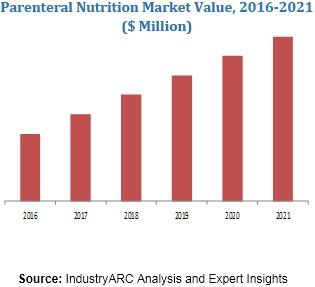 Parenteral Nutrition Market Value, 2016-2021
($ Million)
2016 2017 2018 2019 2020 2021
Source: IndustryARC Analysis and Expert Insights